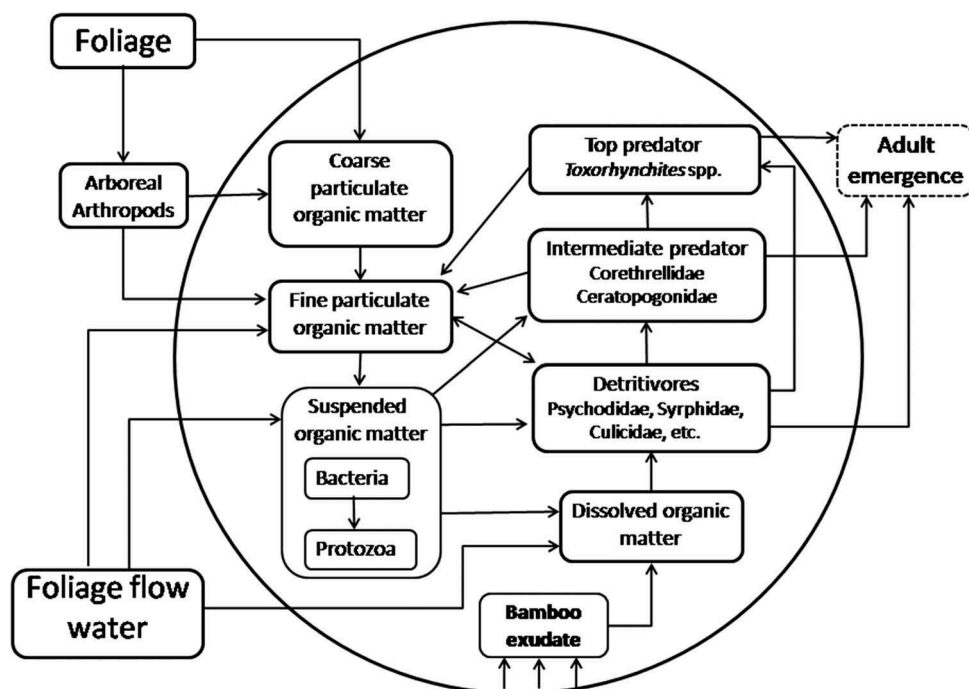 Foliage
Arboreal
Arthropods
Coarse
particulate
organic matter
Fine particulate
organic matter
Suspended
organic matter
Bacteria
Protozoa
Foliage flow
water
Top predator
Toxorhynchites spp.
Intermediate predator
Corethrellidae
Ceratopogonidae
Detritivores
Psychodidae, Syrphidae,
Culicidae, etc.
Dissolved organic
matter
Bamboo
exudate
Adult
emergence